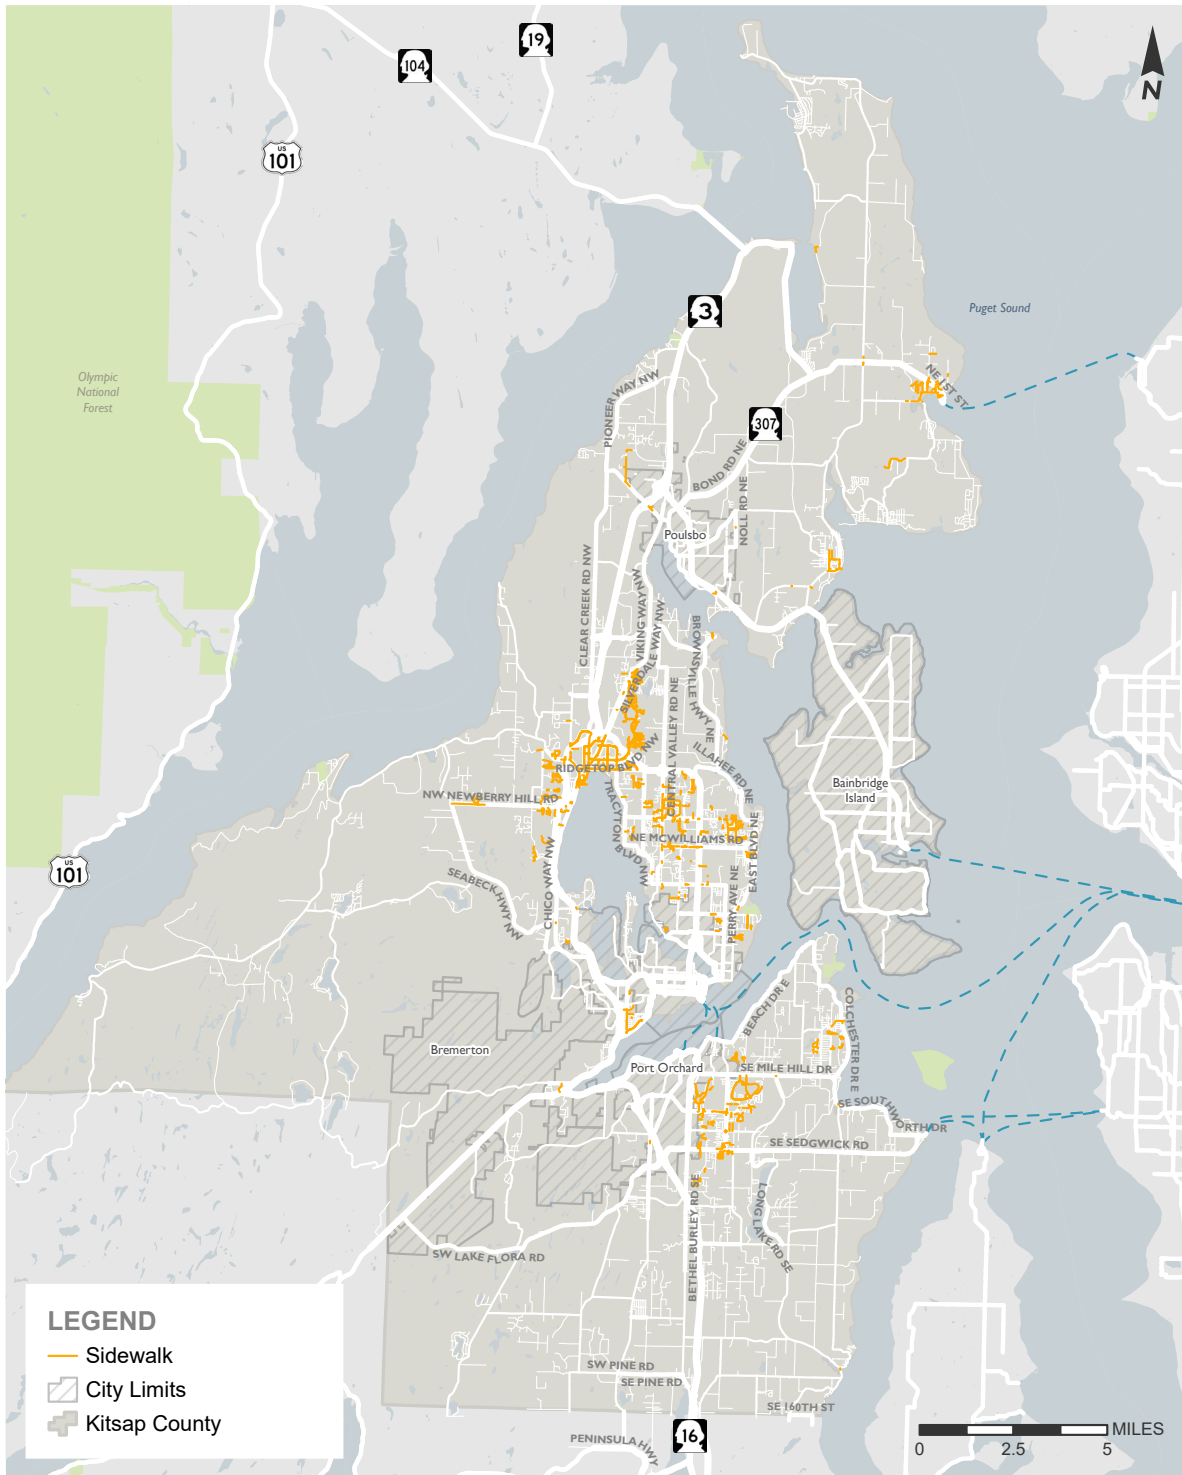 19
104
N
US
101
Puget Sound
3
Olympic
National
Forest
PIONEER WAY NW
NE 1ST ST
307
BOND RD NE
NOLL RD NE
Poulsbo
CLEAR CREEK RD NW
VIKING WAY NW
SILVERDALE WAY NW
BROWNSVILLE HWY NE
CENTRAL VALLEY RD NE
RIDGETOP BLVD NW
ILLAHEE RD NE
Bainbridge
Island
NW NEWBERRY HILL RD
TRACYTON BLVD NW
NE MCWILLIAMS RD
EAST BLVD NE
US
101
SEABECK HWY NW
CHICO WAY NW
PERRY AVE NE
BEACH DR E
COLCHESTER DR E
Bremerton
Port Orchard
SE MILE HILL DR
SE SOUTHWORTH DR
SE SEDGWICK RD
LONG LAKE RD SE
BETHEL BURLEY RD SE
SW LAKE FLORA RD
LEGEND
Sidewalk
City Limits
Kitsap County
SW PINE RD
SE PINE RD
SE 160TH ST
16
PENINSULA HWY
MILES
0 2.5 5